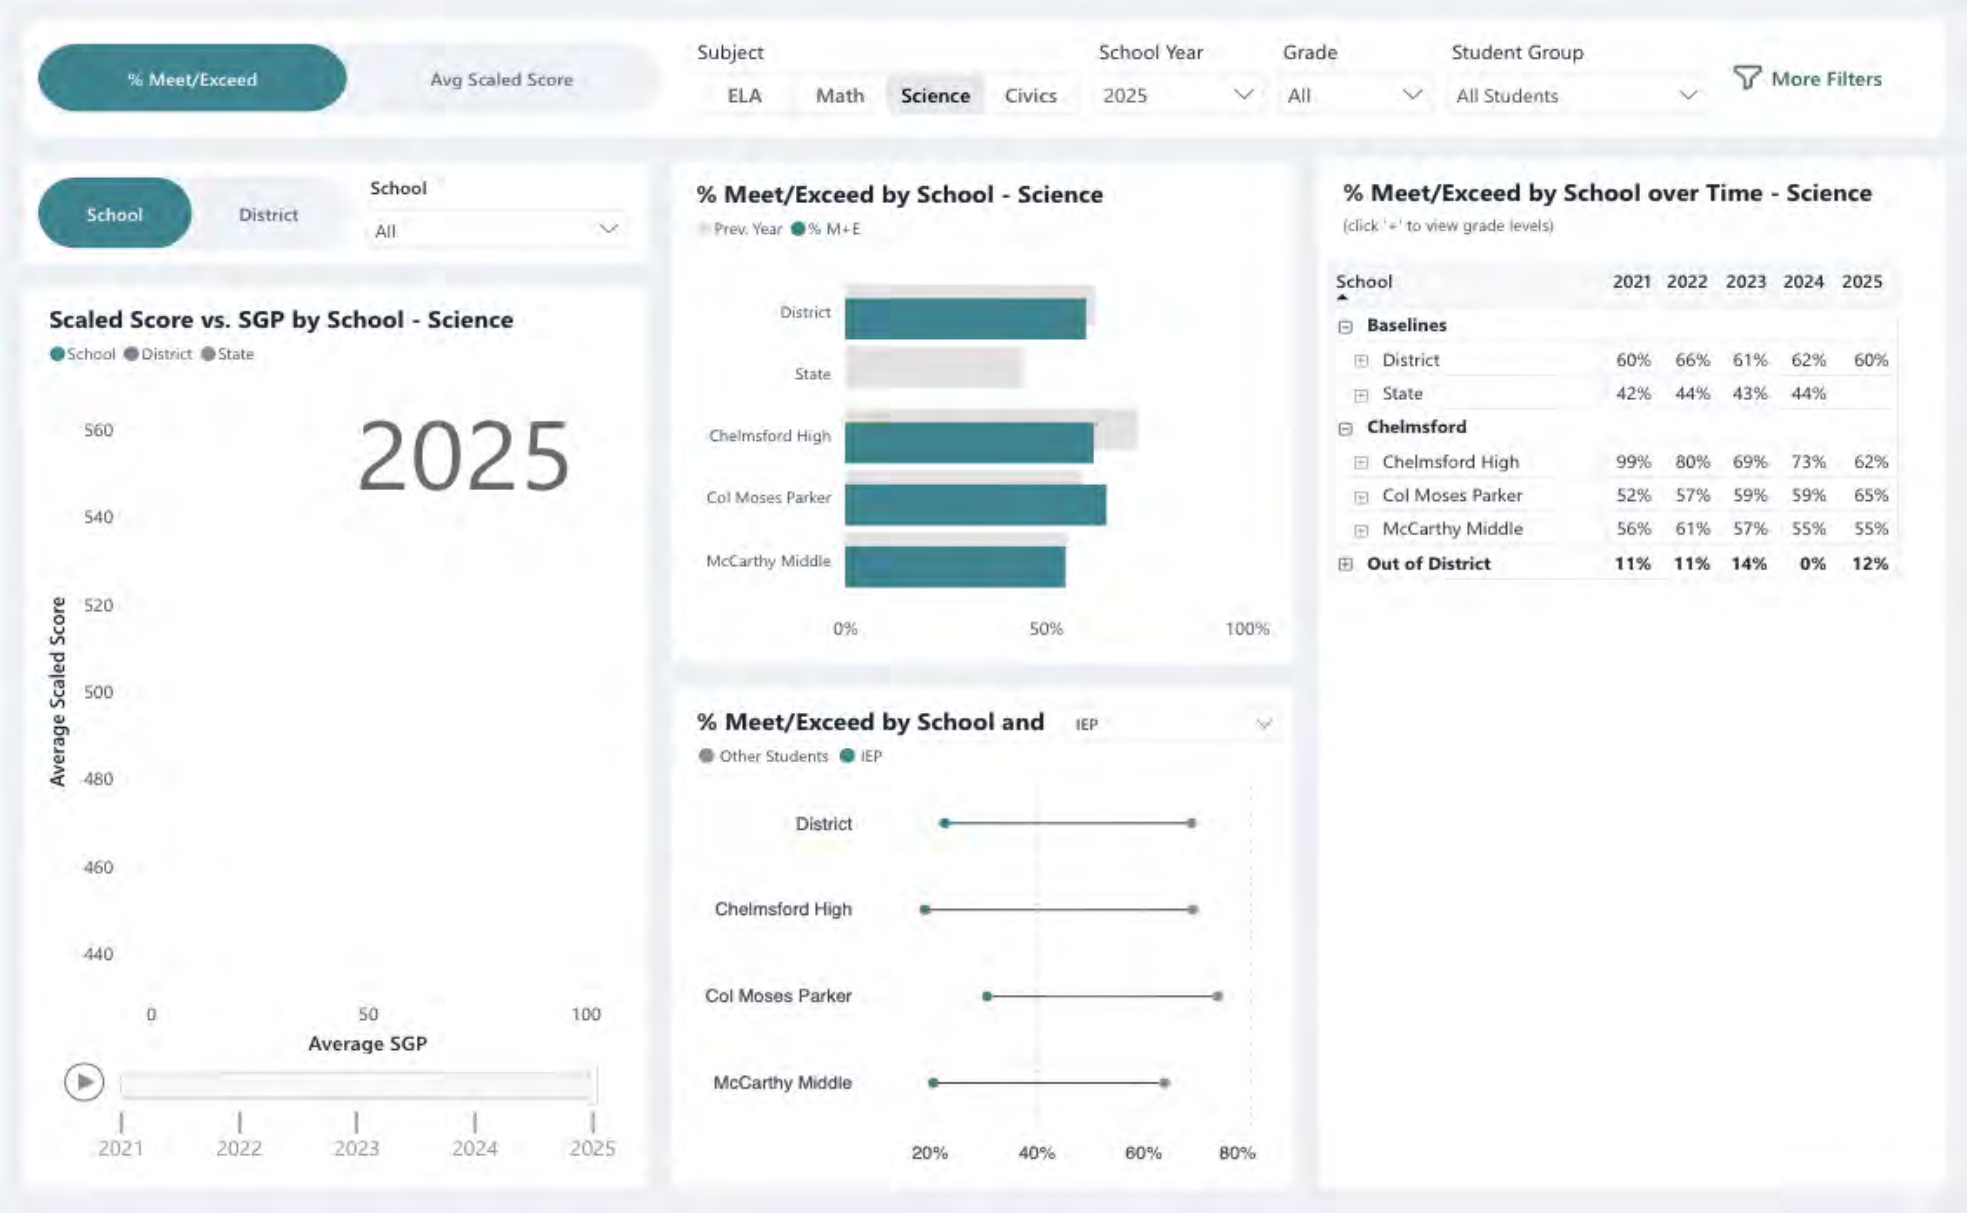 % Meet/Exceed
Avg Scaled Score
Subject
ELA Math Science Civics
School Year
2025
Grade
All
Student Group
All Students
More Filters
School
District
School
All
Scaled Score vs. SGP by School - Science
School District State
2025
560
540
520
500
480
460
440
Average Scaled Score
0 50 100
Average SGP
2021 2022 2023 2024 2025
% Meet/Exceed by School - Science
Prev. Year % M+E
District
State
Chelmsford High
Col Moses Parker
McCarthy Middle
0% 50% 100%
% Meet/Exceed by School and IEP
Other Students IEP
District
Chelmsford High
Col Moses Parker
McCarthy Middle
20% 40% 60% 80%
% Meet/Exceed by School over Time - Science
(click '+' to view grade levels)
School 2021 2022 2023 2024 2025
Baselines
District 60% 66% 61% 62% 60%
State 42% 44% 43% 44%
Chelmsford
Chelmsford High 99% 80% 69% 73% 62%
Col Moses Parker 52% 57% 59% 59% 65%
McCarthy Middle 56% 61% 57% 55% 55%
Out of District 11% 11% 14% 0% 12%